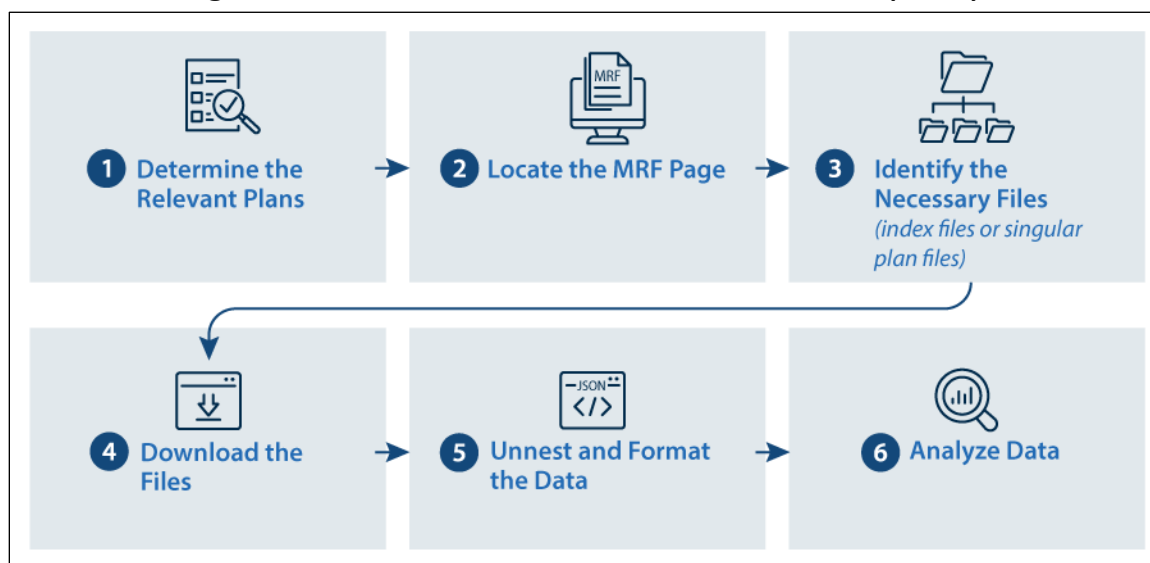 MRF
1 Determine the
Relevant Plans
2 Locate the MRF Page
3 Identify the
Necessary Files
(index files or singular
plan files)
4 Download the
Files
JSON
</>
5 Unnest and Format
the Data
6 Analyze Data